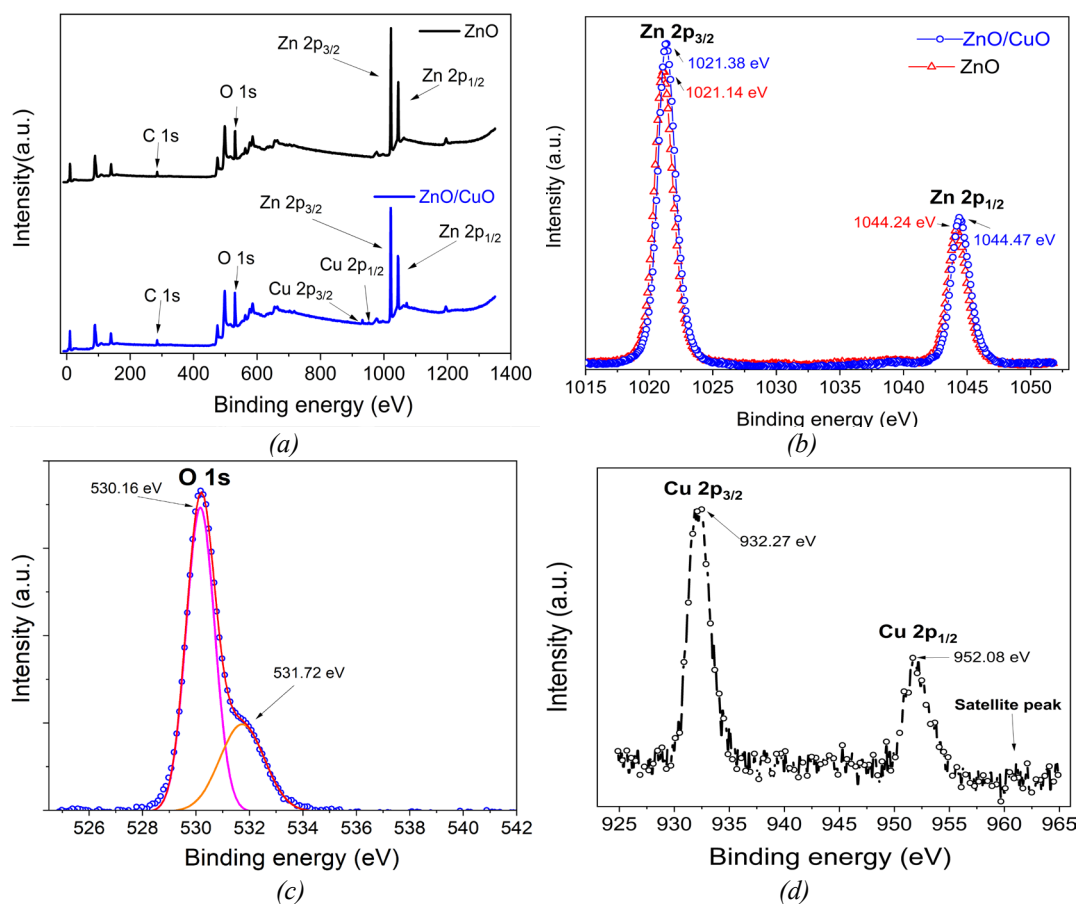 ZnO
Zn 2p3/2
Zn 2p1/2
O 1s
C 1s
ZnO/CuO
Zn 2p3/2
Zn 2p1/2
O 1s
Cu 2p1/2
Cu 2p3/2
C 1s
Intensity(a.u.)
0 200 400 600 800 1000 1200 1400
Binding energy (eV)
(a)
Zn 2p3/2
ZnO/CuO
ZnO
1021.38 eV
1021.14 eV
Zn 2p1/2
1044.24 eV
1044.47 eV
Intensity (a.u.)
1015 1020 1025 1030 1035 1040 1045 1050
Binding energy (eV)
(b)
O 1s
530.16 eV
531.72 eV
Intensity (a.u.)
526 528 530 532 534 536 538 540 542
Binding energy (eV)
(c)
Cu 2p3/2
932.27 eV
Cu 2p1/2
952.08 eV
Satellite peak
Intensity (a.u.)
925 930 935 940 945 950 955 960 965
Binding energy (eV)
(d)